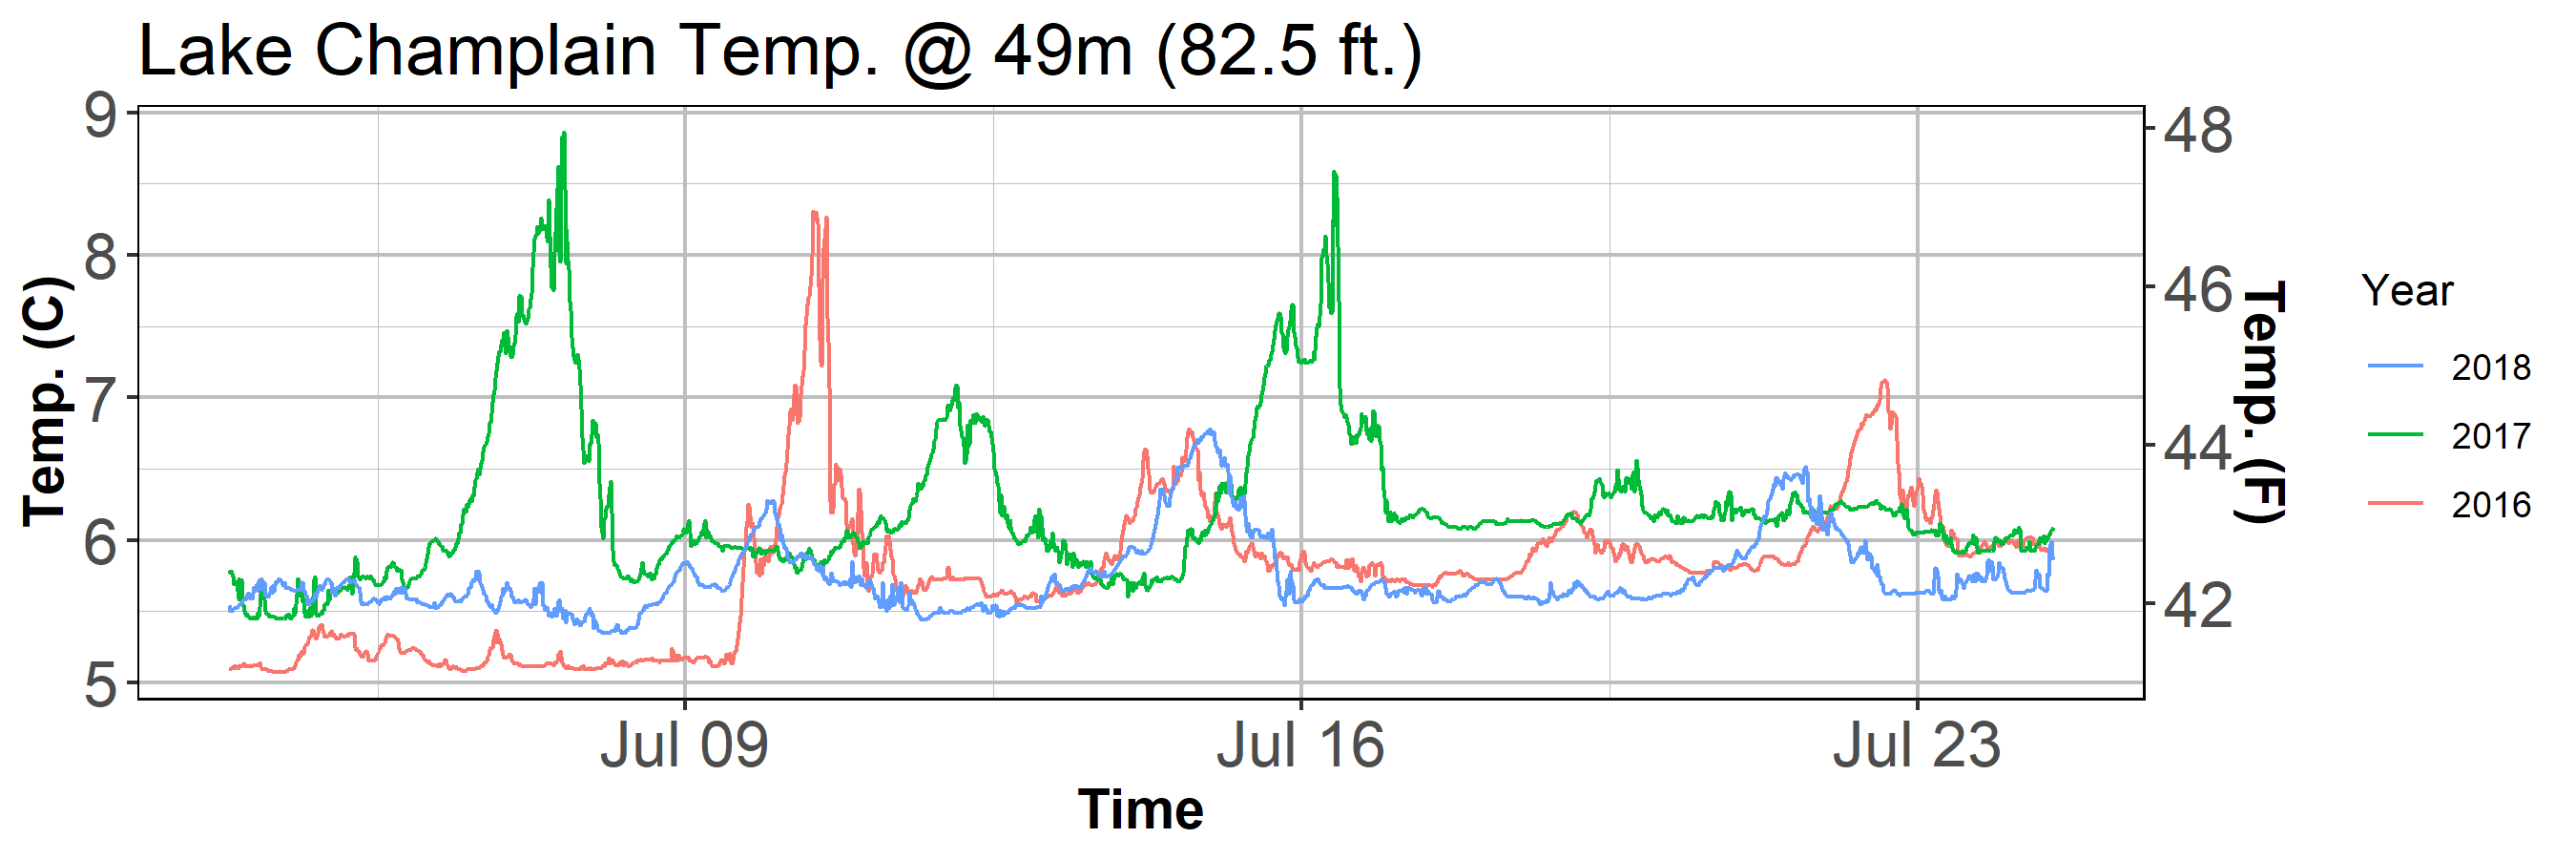 Lake Champlain Temp. @ 49m (82.5 ft.)
9
8
7
6
5
Temp. (C)
48
46
44
42
Temp. (F)
Jul 09
Jul 16
Jul 23
Time
Year
2018
2017
2016